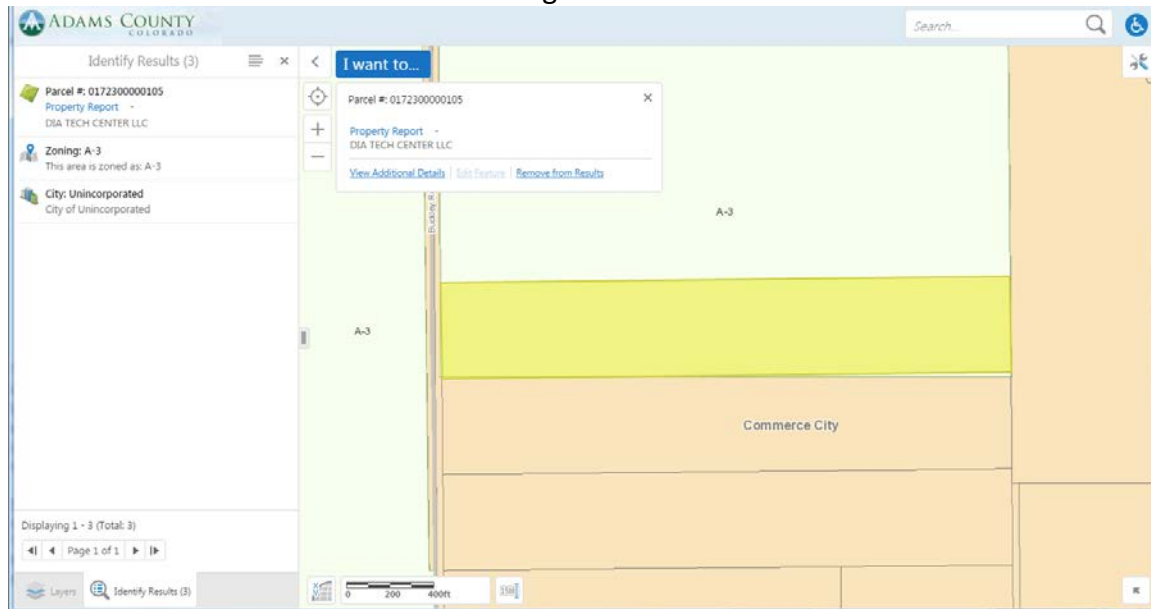 ADAMS COUNTY
COLORADO
Search...
Identify Results (3)
I want to...
Parcel #: 0172300000105
Property Report -
DIA TECH CENTER LLC
Zoning: A-3
This area is zoned as: A-3
City: Unincorporated
City of Unincorporated
Parcel #: 0172300000105
Property Report -
DIA TECH CENTER LLC
View Additional Details Edit Feature Remove from Results
A-3
A-3
Commerce City
Displaying 1 - 3 (Total: 3)
Page 1 of 1
Layers Identify Results (3)
0 200 400ft